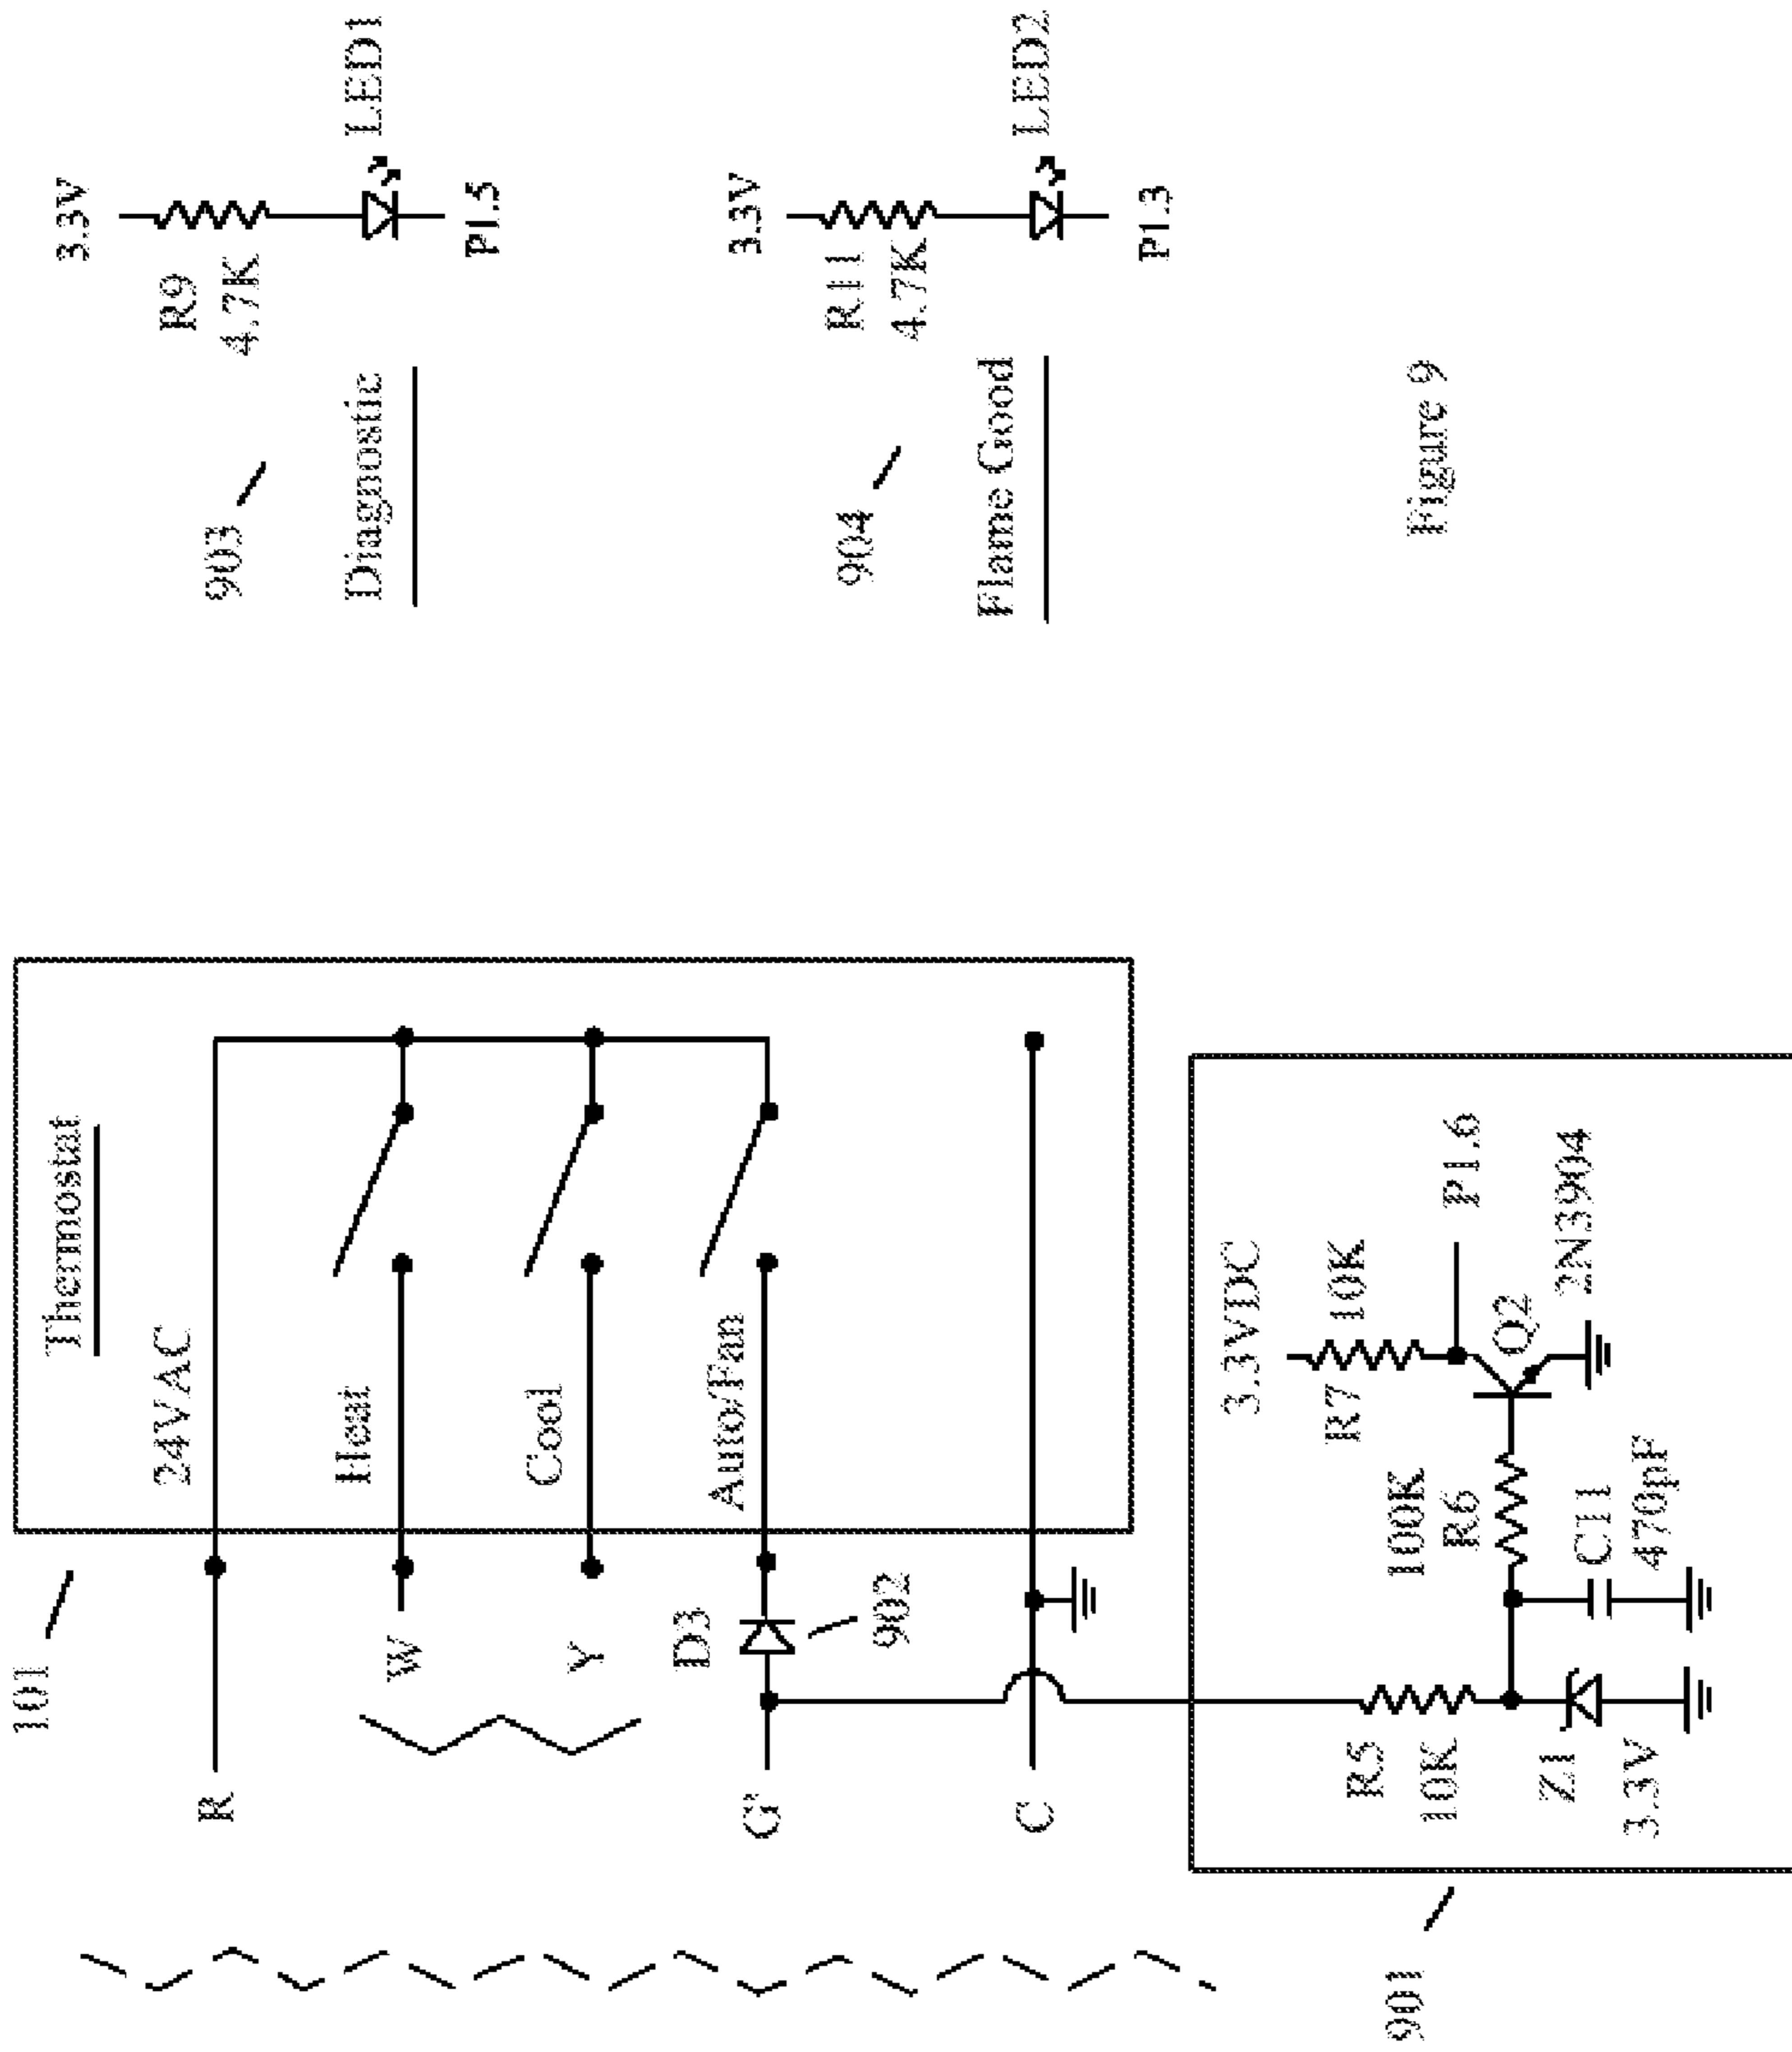 101
Thermostat
R
24VAC
W
Heat
Y
Cool
G'
D3
Auto/Fan
902
C
901
R5
10K
Z1
3.3V
100K
R6
C11
470nF
3.3VDC
R7
10K
P1.6
Q2
2N3904
903
Diagnostic
3.3V
R9
4.7K
LED1
P1.5
904
Flame Good
3.3V
R11
4.7K
LED2
P1.3
Figure 9